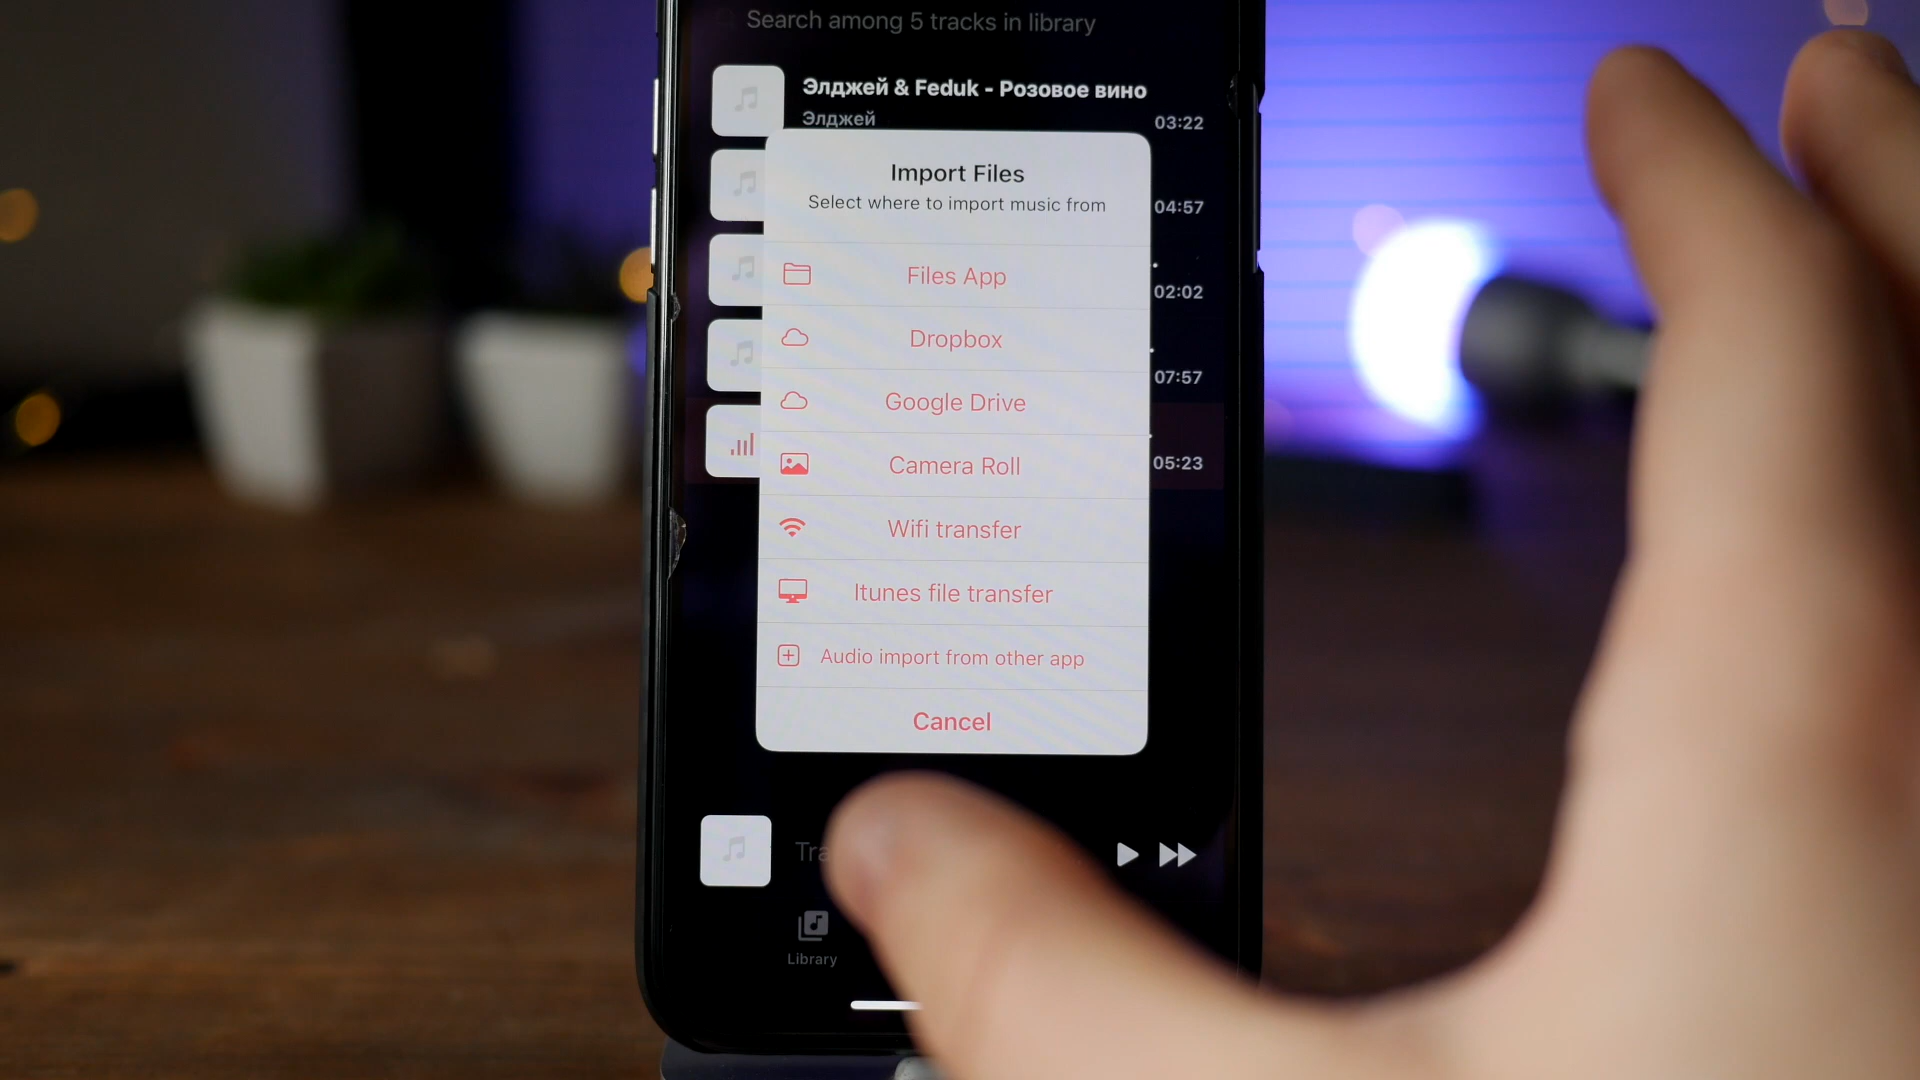 Search among 5 tracks in library
Элджей & Feduk - Розовое вино
Элджей
03:22
04:57
02:02
07:57
05:23
Import Files
Select where to import music from
Files App
Dropbox
Google Drive
Camera Roll
Wifi transfer
Itunes file transfer
Audio import from other app
Cancel
Library